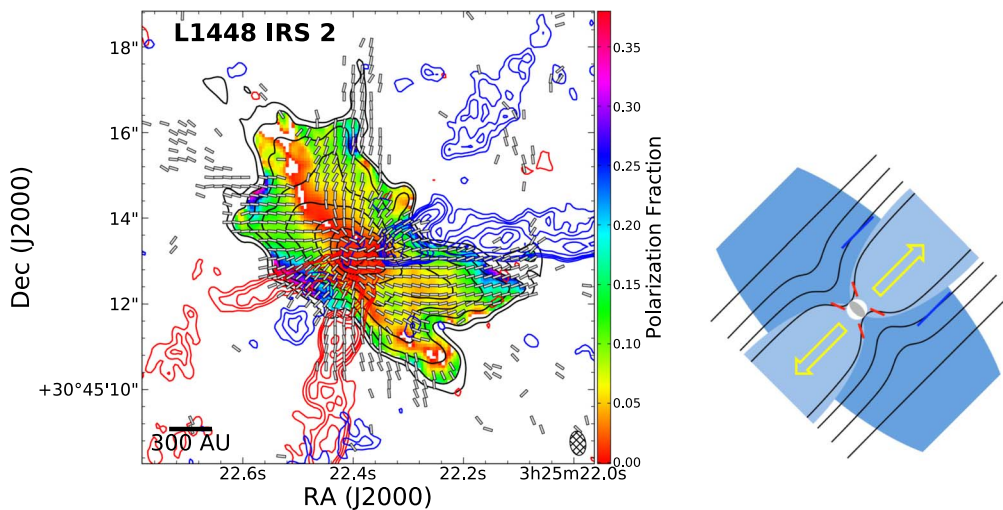 L1448 IRS 2
18"
16"
14"
12"
+30°45'10"
Dec (J2000)
300 AU
22.6s
22.4s
22.2s
3h25m22.0s
RA (J2000)
0.35
0.30
0.25
0.20
0.15
0.10
0.05
0.00
Polarization Fraction